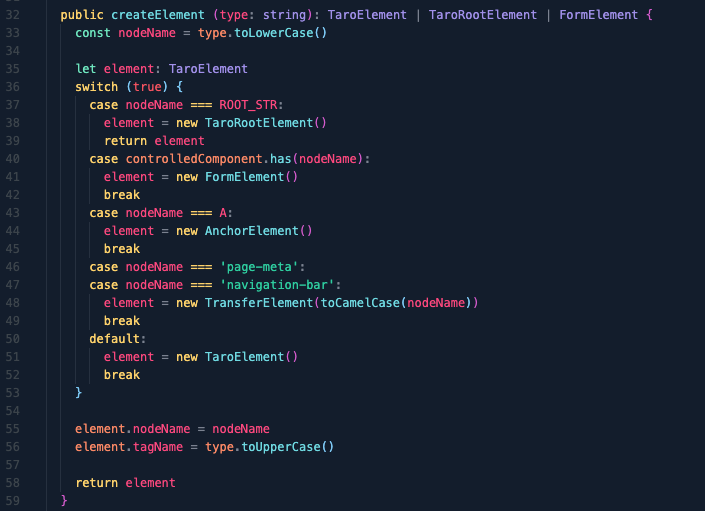 32 public createElement (type: string): TaroElement | TaroRootElement | FormElement {
33   const nodeName = type.toLowerCase()
34
35   let element: TaroElement
36   switch (true) {
37     case nodeName === ROOT_STR:
38       element = new TaroRootElement()
39       return element
40     case controlledComponent.has(nodeName):
41       element = new FormElement()
42       break
43     case nodeName === A:
44       element = new AnchorElement()
45       break
46     case nodeName === 'page-meta':
47     case nodeName === 'navigation-bar':
48       element = new TransferElement(toCamelCase(nodeName))
49       break
50     default:
51       element = new TaroElement()
52       break
53   }
54
55   element.nodeName = nodeName
56   element.tagName = type.toUpperCase()
57
58   return element
59 }